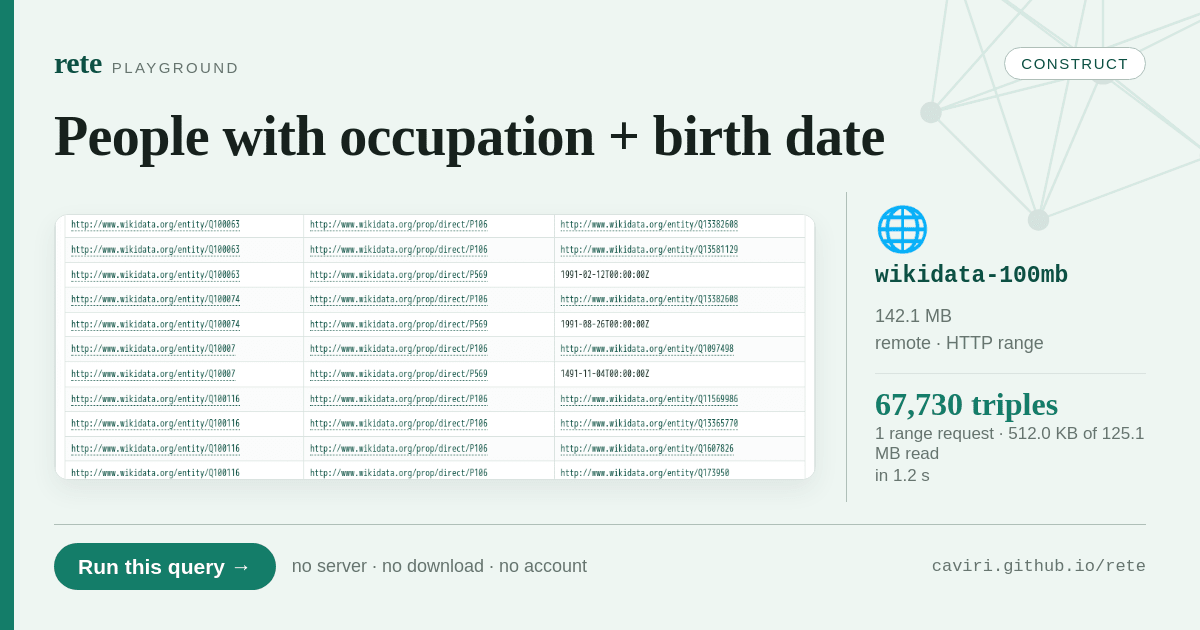 rete PLAYGROUND
CONSTRUCT
People with occupation + birth date
http://www.wikidata.org/entity/Q100063 http://www.wikidata.org/prop/direct/P106 http://www.wikidata.org/entity/Q13382608
http://www.wikidata.org/entity/Q100063 http://www.wikidata.org/prop/direct/P106 http://www.wikidata.org/entity/Q13581129
http://www.wikidata.org/entity/Q100063 http://www.wikidata.org/prop/direct/P569 1991-02-12T00:00:00Z
http://www.wikidata.org/entity/Q100074 http://www.wikidata.org/prop/direct/P106 http://www.wikidata.org/entity/Q13382608
http://www.wikidata.org/entity/Q100074 http://www.wikidata.org/prop/direct/P569 1991-08-26T00:00:00Z
http://www.wikidata.org/entity/Q10007 http://www.wikidata.org/prop/direct/P106 http://www.wikidata.org/entity/Q1097498
http://www.wikidata.org/entity/Q10007 http://www.wikidata.org/prop/direct/P569 1491-11-04T00:00:00Z
http://www.wikidata.org/entity/Q100116 http://www.wikidata.org/prop/direct/P106 http://www.wikidata.org/entity/Q11569986
http://www.wikidata.org/entity/Q100116 http://www.wikidata.org/prop/direct/P106 http://www.wikidata.org/entity/Q13365770
http://www.wikidata.org/entity/Q100116 http://www.wikidata.org/prop/direct/P106 http://www.wikidata.org/entity/Q1607826
http://www.wikidata.org/entity/Q100116 http://www.wikidata.org/prop/direct/P106 http://www.wikidata.org/entity/Q173950
wikidata-100mb
142.1 MB
remote · HTTP range
67,730 triples
1 range request · 512.0 KB of 125.1
MB read
in 1.2 s
Run this query →
no server · no download · no account
caviri.github.io/rete